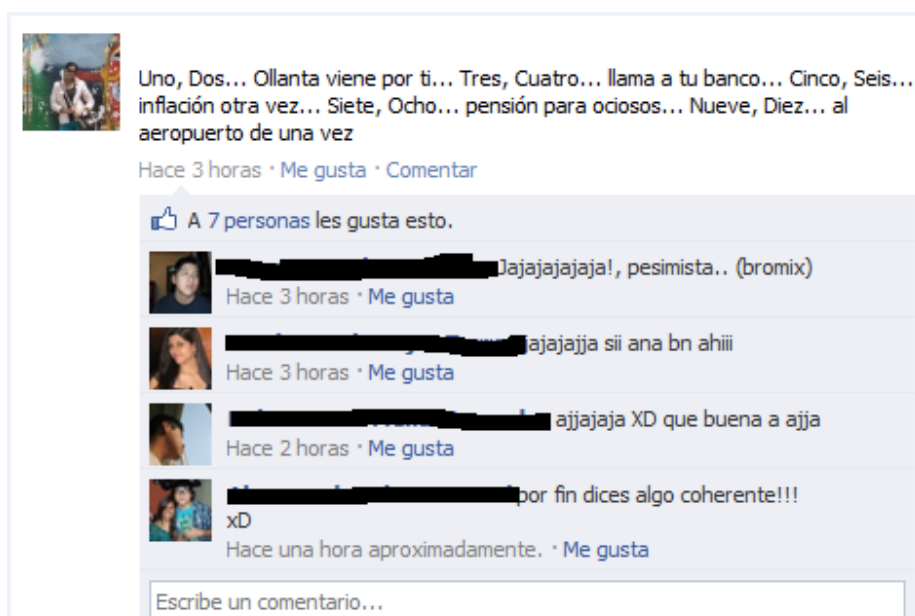 Uno, Dos... Ollanta viene por ti... Tres, Cuatro... llama a tu banco... Cinco, Seis...
inflación otra vez... Siete, Ocho... pensión para ociosos... Nueve, Diez... al
aeropuerto de una vez
Hace 3 horas · Me gusta · Comentar
A 7 personas les gusta esto.
Jajajajajaja!, pesimista.. (bromix)
Hace 3 horas · Me gusta
jajajajja sii ana bn ahiii
Hace 3 horas · Me gusta
ajjajaja XD que buena a ajja
Hace 2 horas · Me gusta
por fin dices algo coherente!!!
xD
Hace una hora aproximadamente. · Me gusta
Escribe un comentario...